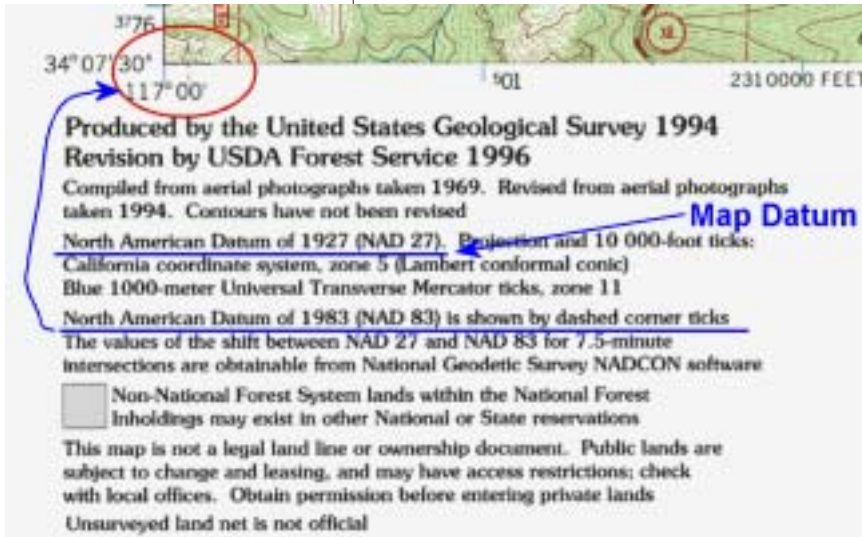 3776
34° 07' 30"
117° 00'
XL
501
2310000 FEET
Produced by the United States Geological Survey 1994
Revision by USDA Forest Service 1996
Compiled from aerial photographs taken 1969. Revised from aerial photographs
taken 1994. Contours have not been revised
Map Datum
North American Datum of 1927 (NAD 27). Projection and 10 000-foot ticks:
California coordinate system, zone 5 (Lambert conformal conic)
Blue 1000-meter Universal Transverse Mercator ticks, zone 11
North American Datum of 1983 (NAD 83) is shown by dashed corner ticks
The values of the shift between NAD 27 and NAD 83 for 7.5-minute
intersections are obtainable from National Geodetic Survey NADCON software
Non-National Forest System lands within the National Forest
Inholdings may exist in other National or State reservations
This map is not a legal land line or ownership document. Public lands are
subject to change and leasing, and may have access restrictions; check
with local offices. Obtain permission before entering private lands
Unsurveyed land net is not official